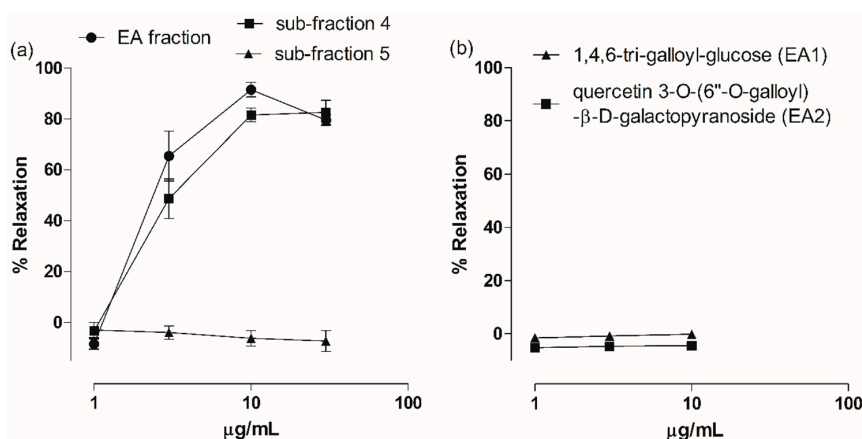 (a)
EA fraction
sub-fraction 4
sub-fraction 5
% Relaxation
100
80
60
40
20
0
1
10
100
µg/mL
(b)
1,4,6-tri-galloyl-glucose (EA1)
quercetin 3-O-(6"-O-galloyl)
-β-D-galactopyranoside (EA2)
% Relaxation
100
80
60
40
20
0
1
10
100
µg/mL